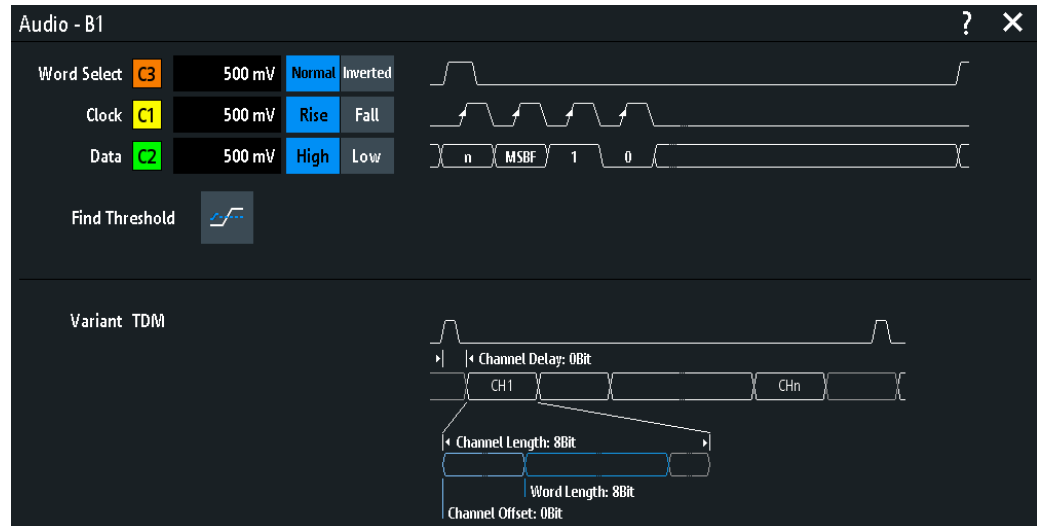 Audio - B1 ? X
Word Select C3 500 mV Normal Inverted
Clock C1 500 mV Rise Fall
Data C2 500 mV High Low n MSBF 1 0
Find Threshold
Variant TDM
Channel Delay: 0Bit
CH1 CHn
Channel Length: 8Bit
Word Length: 8Bit
Channel Offset: 0Bit